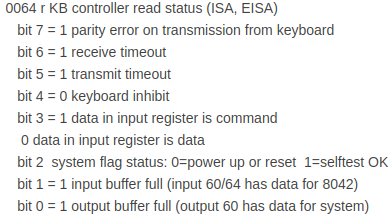 0064 r KB controller read status (ISA, EISA)
bit 7 = 1 parity error on transmission from keyboard
bit 6 = 1 receive timeout
bit 5 = 1 transmit timeout
bit 4 = 0 keyboard inhibit
bit 3 = 1 data in input register is command
0 data in input register is data
bit 2 system flag status: 0=power up or reset 1=selftest OK
bit 1 = 1 input buffer full (input 60/64 has data for 8042)
bit 0 = 1 output buffer full (output 60 has data for system)